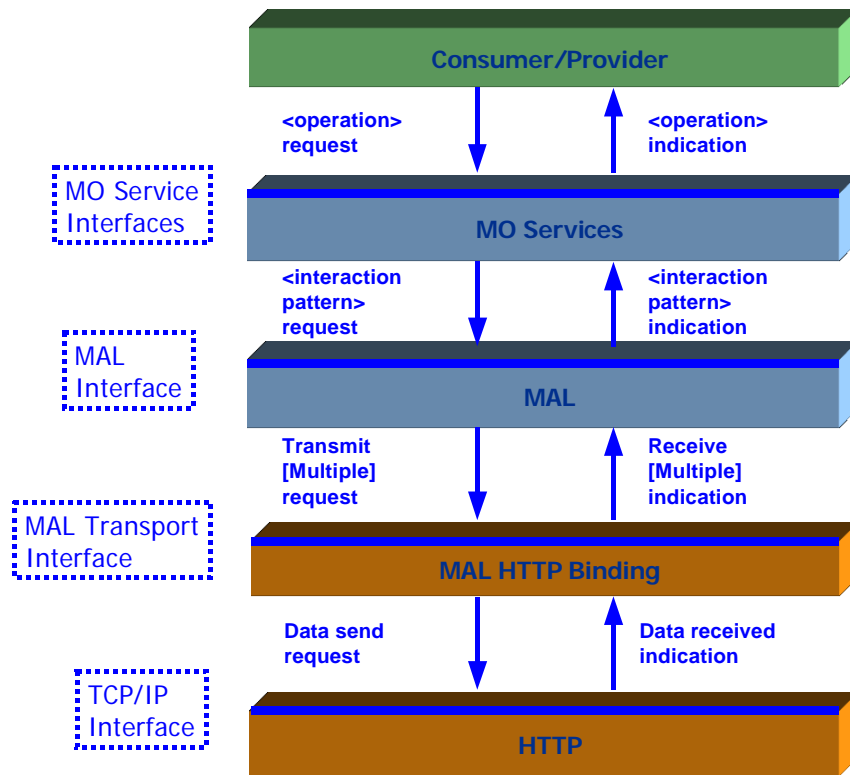 Consumer/Provider
<operation>
request
<operation>
indication
MO Service
Interfaces
MO Services
<interaction
pattern>
request
<interaction
pattern>
indication
MAL
Interface
MAL
Transmit
[Multiple]
request
Receive
[Multiple]
indication
MAL Transport
Interface
MAL HTTP Binding
Data send
request
Data received
indication
TCP/IP
Interface
HTTP